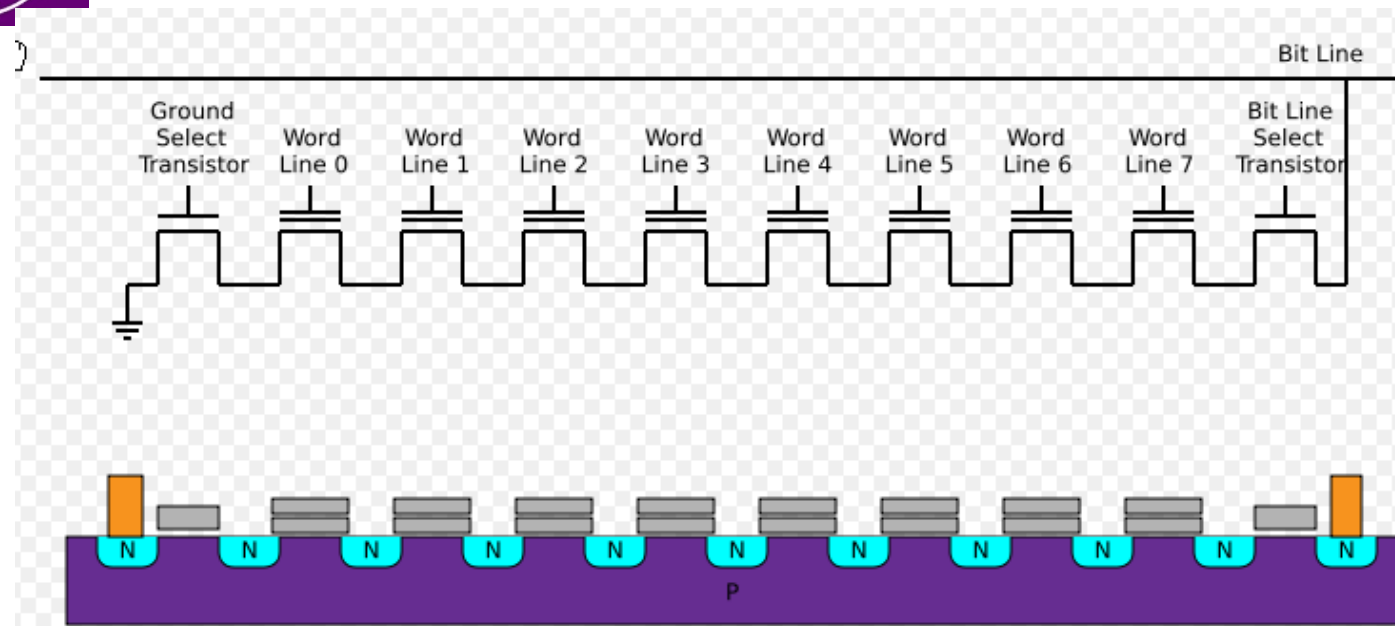 Bit Line
Ground
Select
Transistor
Word
Line 0
Word
Line 1
Word
Line 2
Word
Line 3
Word
Line 4
Word
Line 5
Word
Line 6
Word
Line 7
Bit Line
Select
Transistor
N N N N N N N N N N N
P